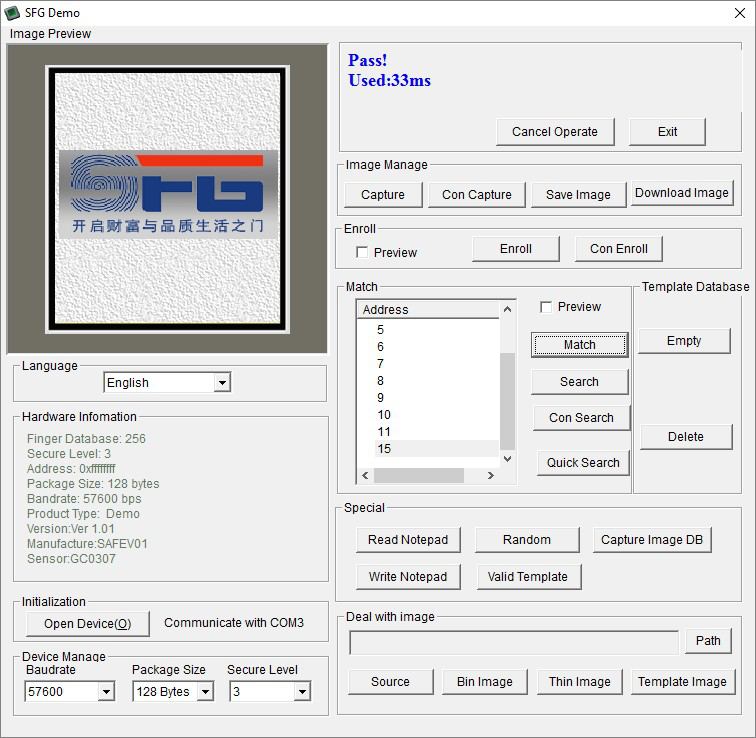 SFG Demo
Image Preview
SFG
开启财富与品质生活之门
Language
English
Hardware Infomation
Finger Database: 256
Secure Level: 3
Address: 0xffffffff
Package Size: 128 bytes
Bandrate: 57600 bps
Product Type: Demo
Version:Ver 1.01
Manufacture:SAFEV01
Sensor:GC0307
Initialization
Open Device(O)
Communicate with COM3
Device Manage
Baudrate
Package Size
Secure Level
57600
128 Bytes
3
Pass!
Used:33ms
Cancel Operate
Exit
Image Manage
Capture
Con Capture
Save Image
Download Image
Enroll
Preview
Enroll
Con Enroll
Match
Address
5
6
7
8
9
10
11
15
Preview
Match
Search
Con Search
Quick Search
Template Database
Empty
Delete
Special
Read Notepad
Random
Capture Image DB
Write Notepad
Valid Template
Deal with image
Path
Source
Bin Image
Thin Image
Template Image